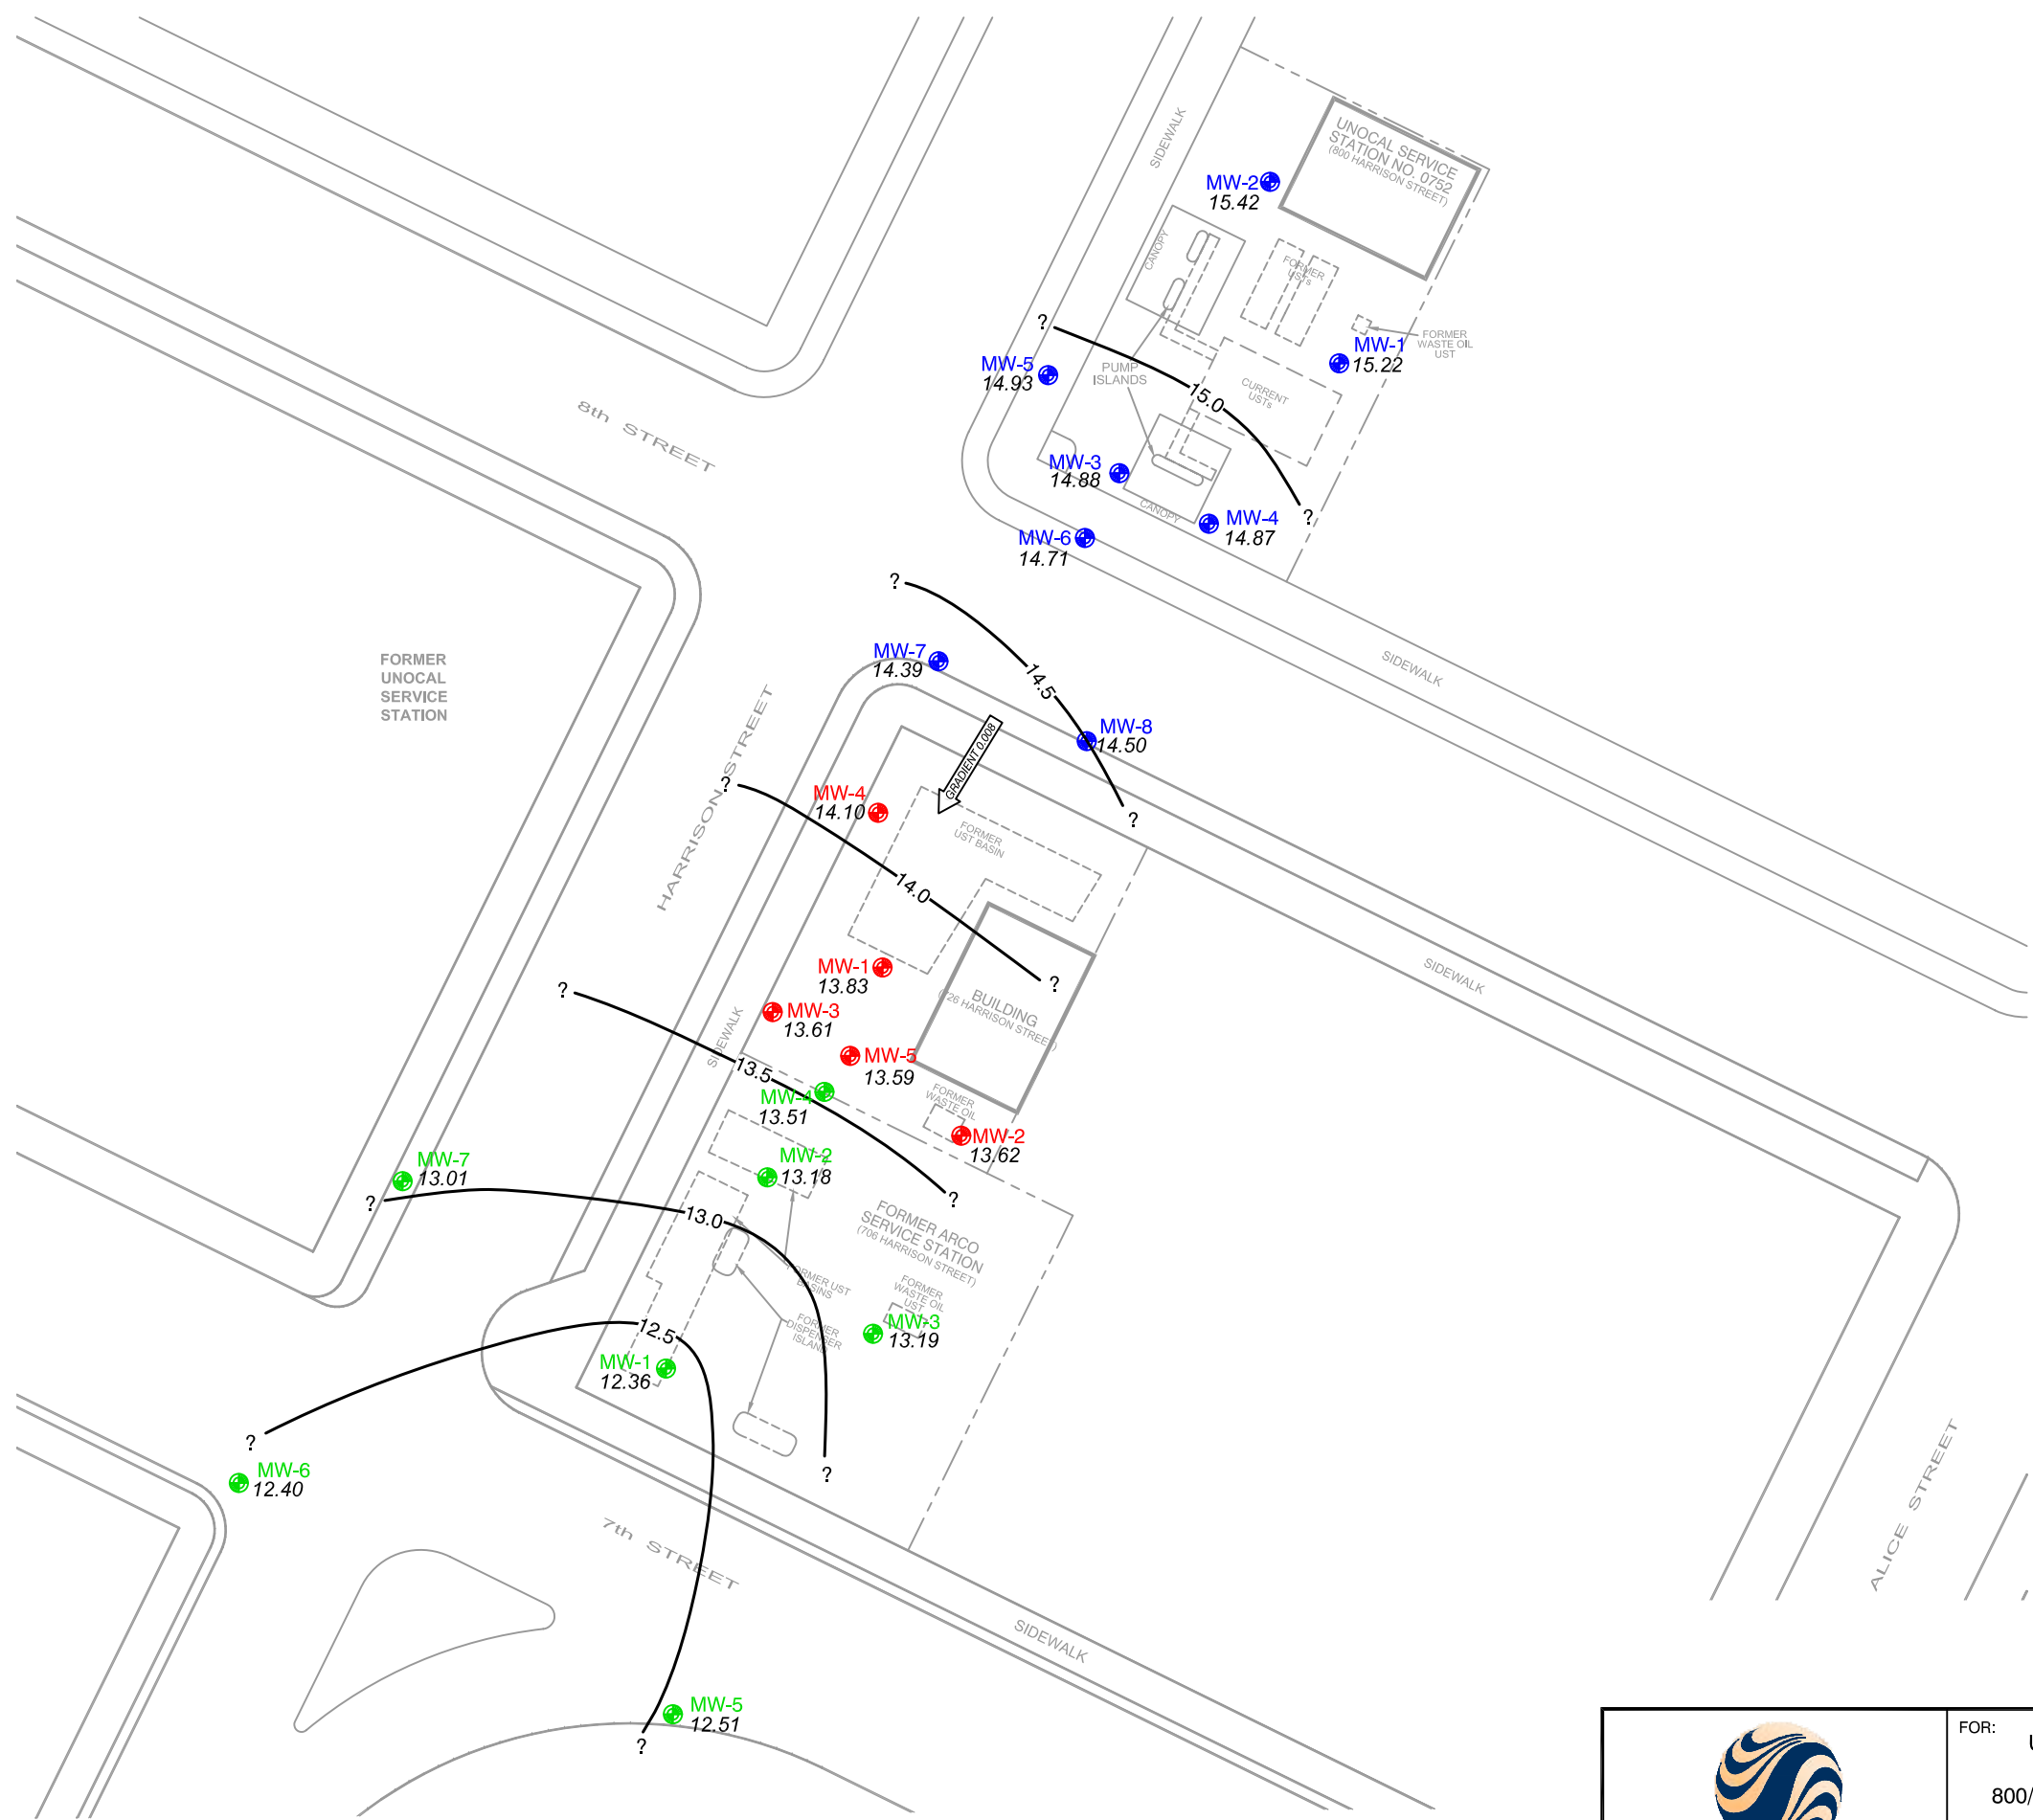 UNOCAL SERVICE
STATION NO. 0752
(800 HARRISON STREET)
SIDEWALK
MW-2
15.42
CANOPY
FORMER
USTs
FORMER
WASTE OIL
UST
MW-1
15.22
?
MW-5
14.93
PUMP
ISLANDS
15.0
CURRENT
USTs
8th STREET
MW-3
14.88
CANOPY
MW-4
14.87
?
MW-6
14.71
?
FORMER
UNOCAL
SERVICE
STATION
MW-7
14.39
14.5
SIDEWALK
MW-8
14.50
GRADIENT 0.008
HARRISON STREET
?
MW-4
14.10
?
FORMER
UST BASIN
14.0
SIDEWALK
MW-1
13.83
?
?
MW-3
13.61
BUILDING
(726 HARRISON STREET)
SIDEWALK
13.5
MW-5
13.59
MW-4
13.51
FORMER
WASTE OIL
MW-2
13.62
MW-7
13.01
MW-2
13.18
?
?
13.0
FORMER ARCO
SERVICE STATION
(706 HARRISON STREET)
FORMER UST
BASINS
FORMER
WASTE OIL
UST
FORMER
DISPENSER
ISLAND
MW-3
13.19
12.5
MW-1
12.36
?
MW-6
12.40
?
ALICE STREET
7th STREET
SIDEWALK
MW-5
12.51
?
FOR:
800/